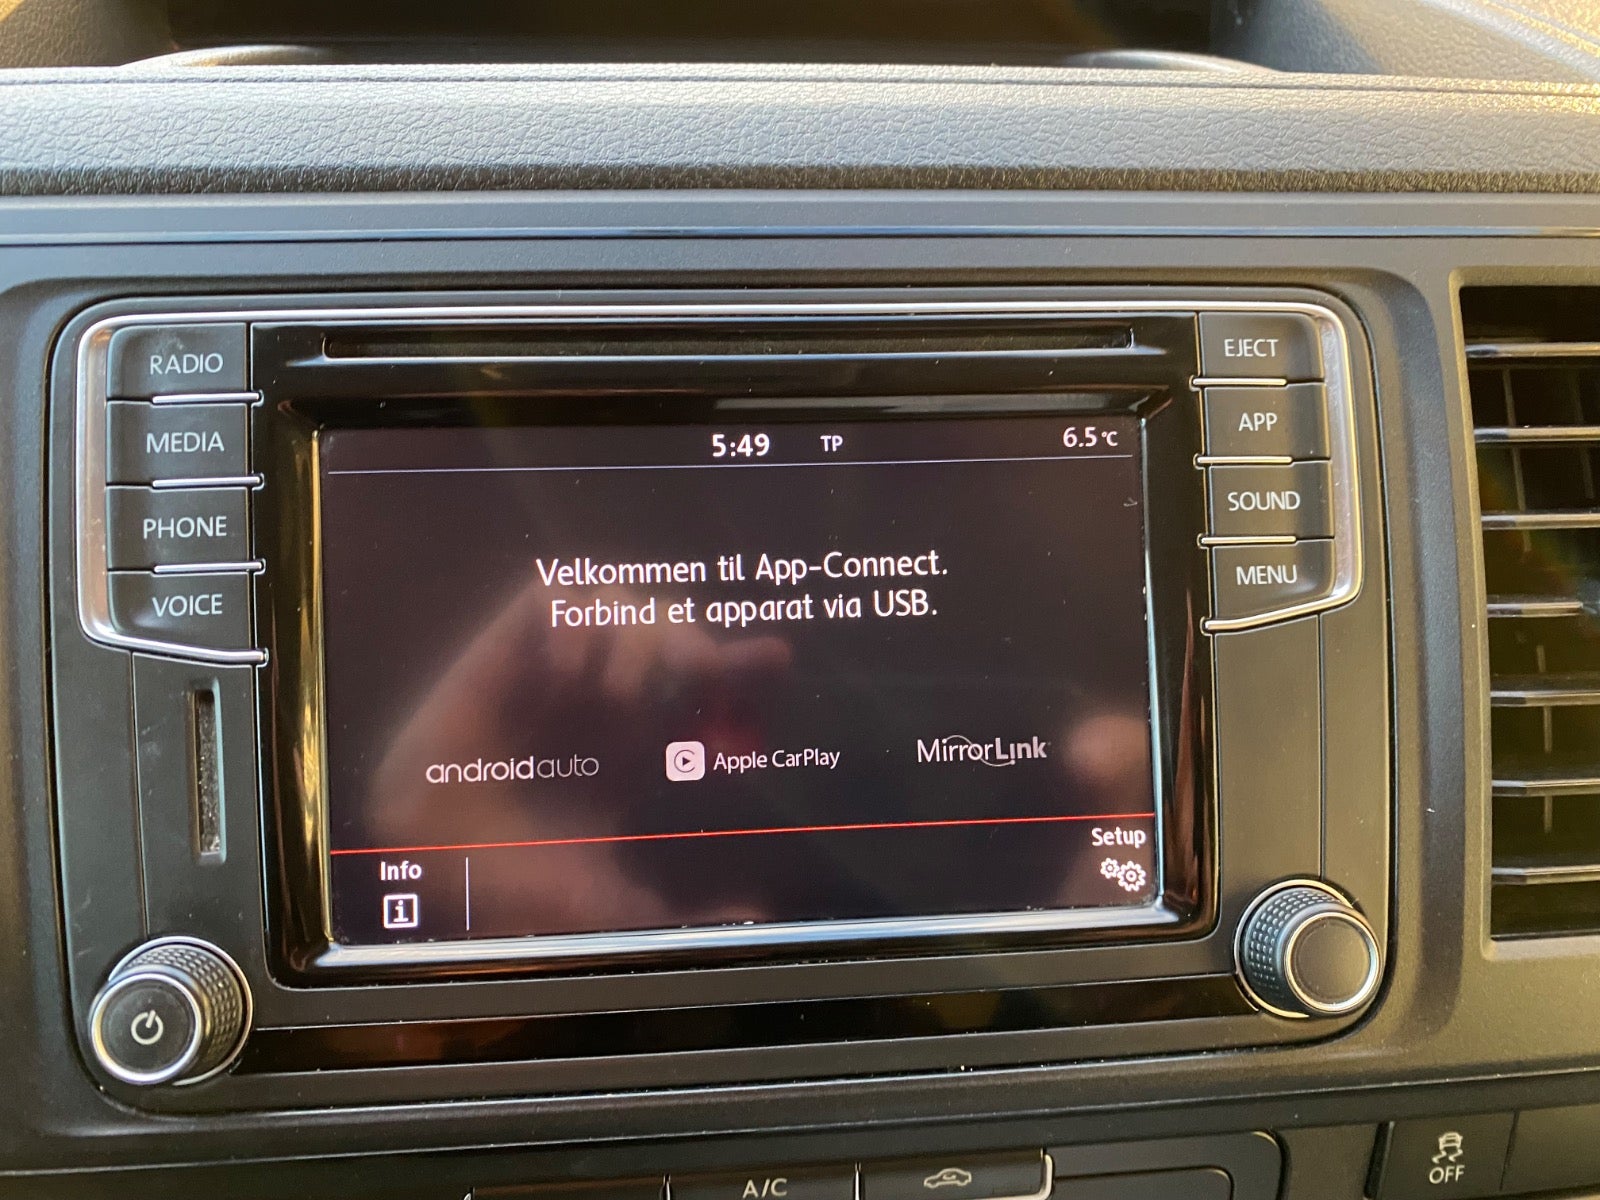 RADIO
MEDIA
PHONE
VOICE
EJECT
APP
SOUND
MENU
5:49 TP 6.5°C
Velkommen til App-Connect.
Forbind et apparat via USB.
androidauto Apple CarPlay MirrorLink
Info
Setup
A/C
OFF